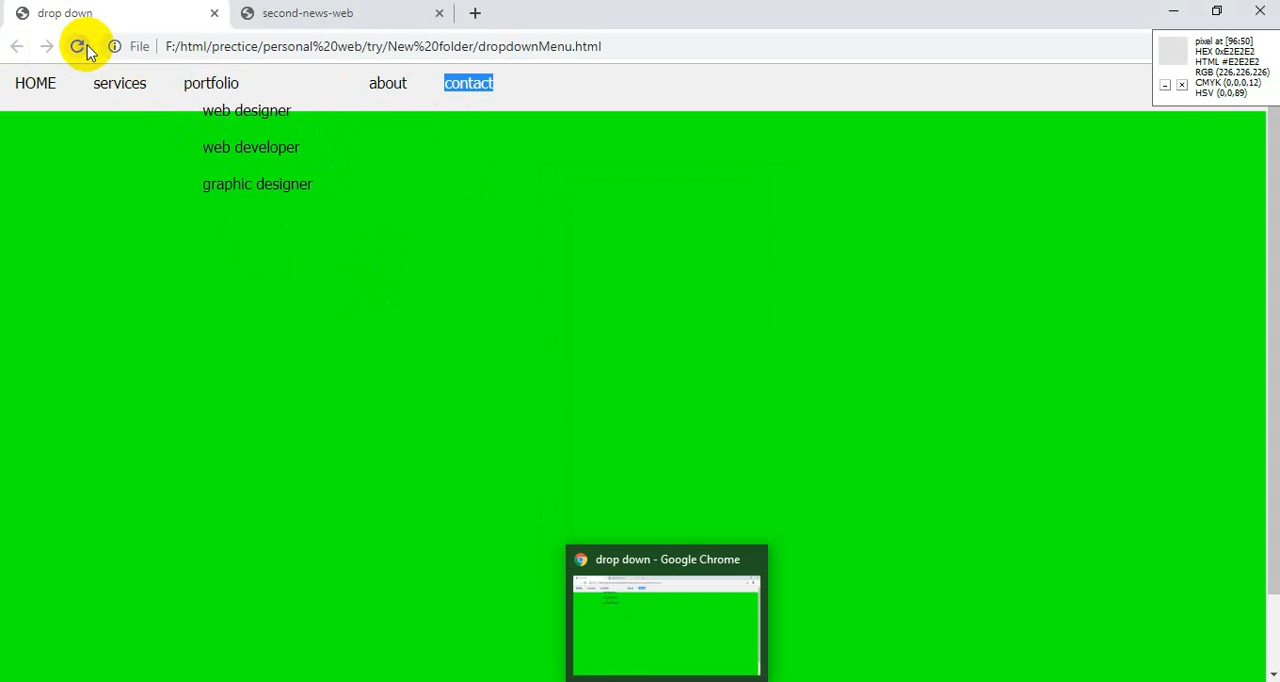 drop down
second-news-web
File
F:/html/prectice/personal%20web/try/New%20folder/dropdownMenu.html
pixel at [96:50]
HEX 0xE2E2E2
HTML #E2E2E2
RGB (226,226,226)
CMYK (0,0,0,12)
HSV (0,0,89)
HOME services portfolio about contact
web designer
web developer
graphic designer
drop down - Google Chrome